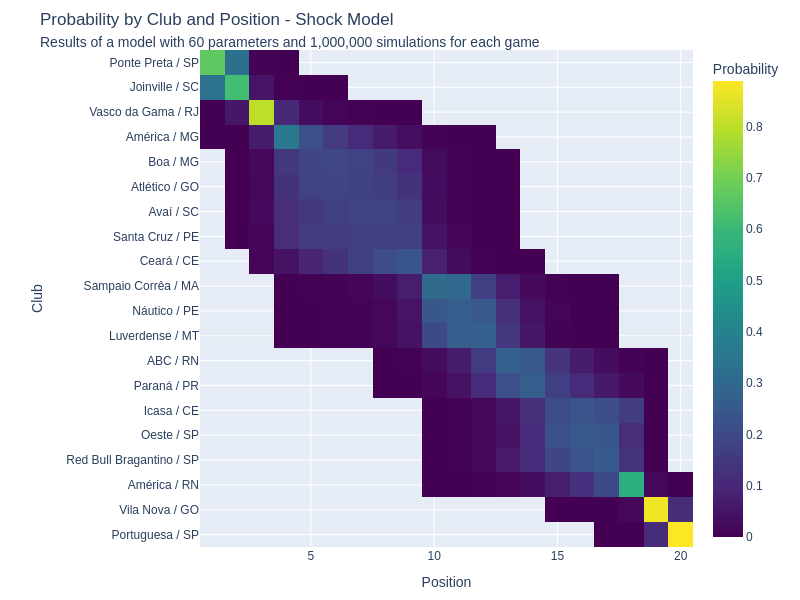 Probability by Club and Position - Shock Model
Results of a model with 60 parameters and 1,000,000 simulations for each game
Probability
Club
Ponte Preta / SP
Joinville / SC
Vasco da Gama / RJ
América / MG
Boa / MG
Atlético / GO
Avaí / SC
Santa Cruz / PE
Ceará / CE
Sampaio Corrêa / MA
Náutico / PE
Luverdense / MT
ABC / RN
Paraná / PR
Icasa / CE
Oeste / SP
Red Bull Bragantino / SP
América / RN
Vila Nova / GO
Portuguesa / SP
0.8
0.7
0.6
0.5
0.4
0.3
0.2
0.1
0
5
10
15
20
Position